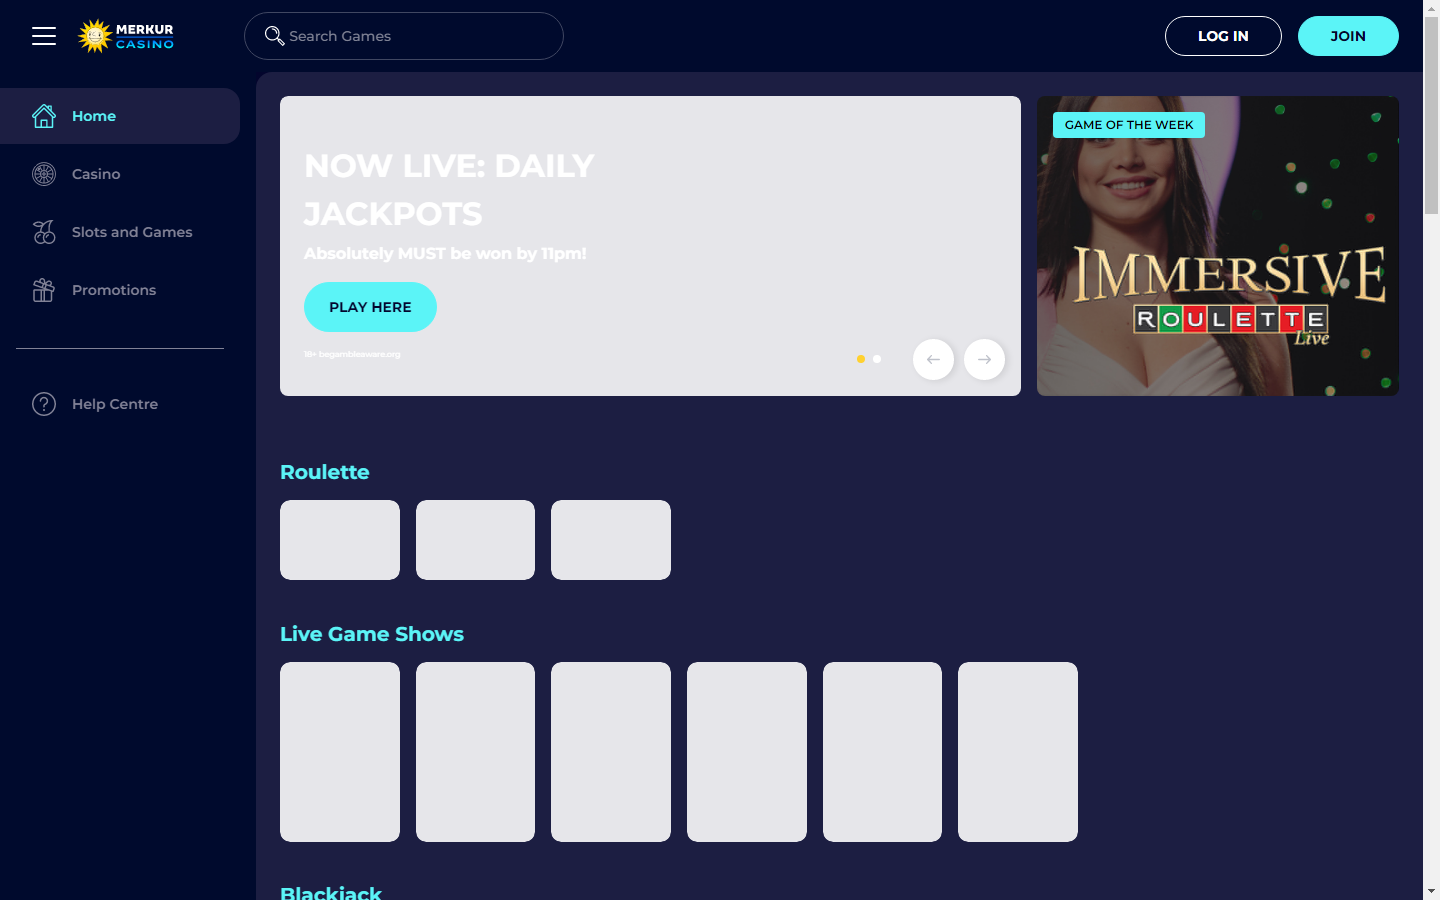 MERKUR
CASINO
Search Games
LOG IN
JOIN
Home
Casino
Slots and Games
Promotions
Help Centre
NOW LIVE: DAILY
JACKPOTS
Absolutely MUST be won by 11pm!
PLAY HERE
18+ begambleaware.org
GAME OF THE WEEK
IMMERSIVE
ROULETTE
Live
Roulette
Live Game Shows
Blackjack